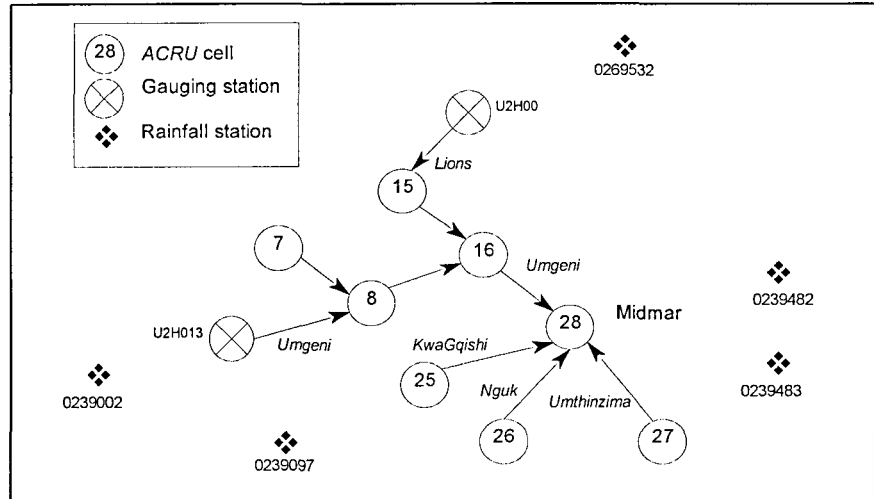 28 ACRU cell
Gauging station
Rainfall station
0269532
U2H00
Lions
15
7
16
Umgeni
8
0239482
28 Midmar
U2H013
Umgeni
KwaGqishi
25
0239002
Nguk
Umthinzima
0239483
26
27
0239097